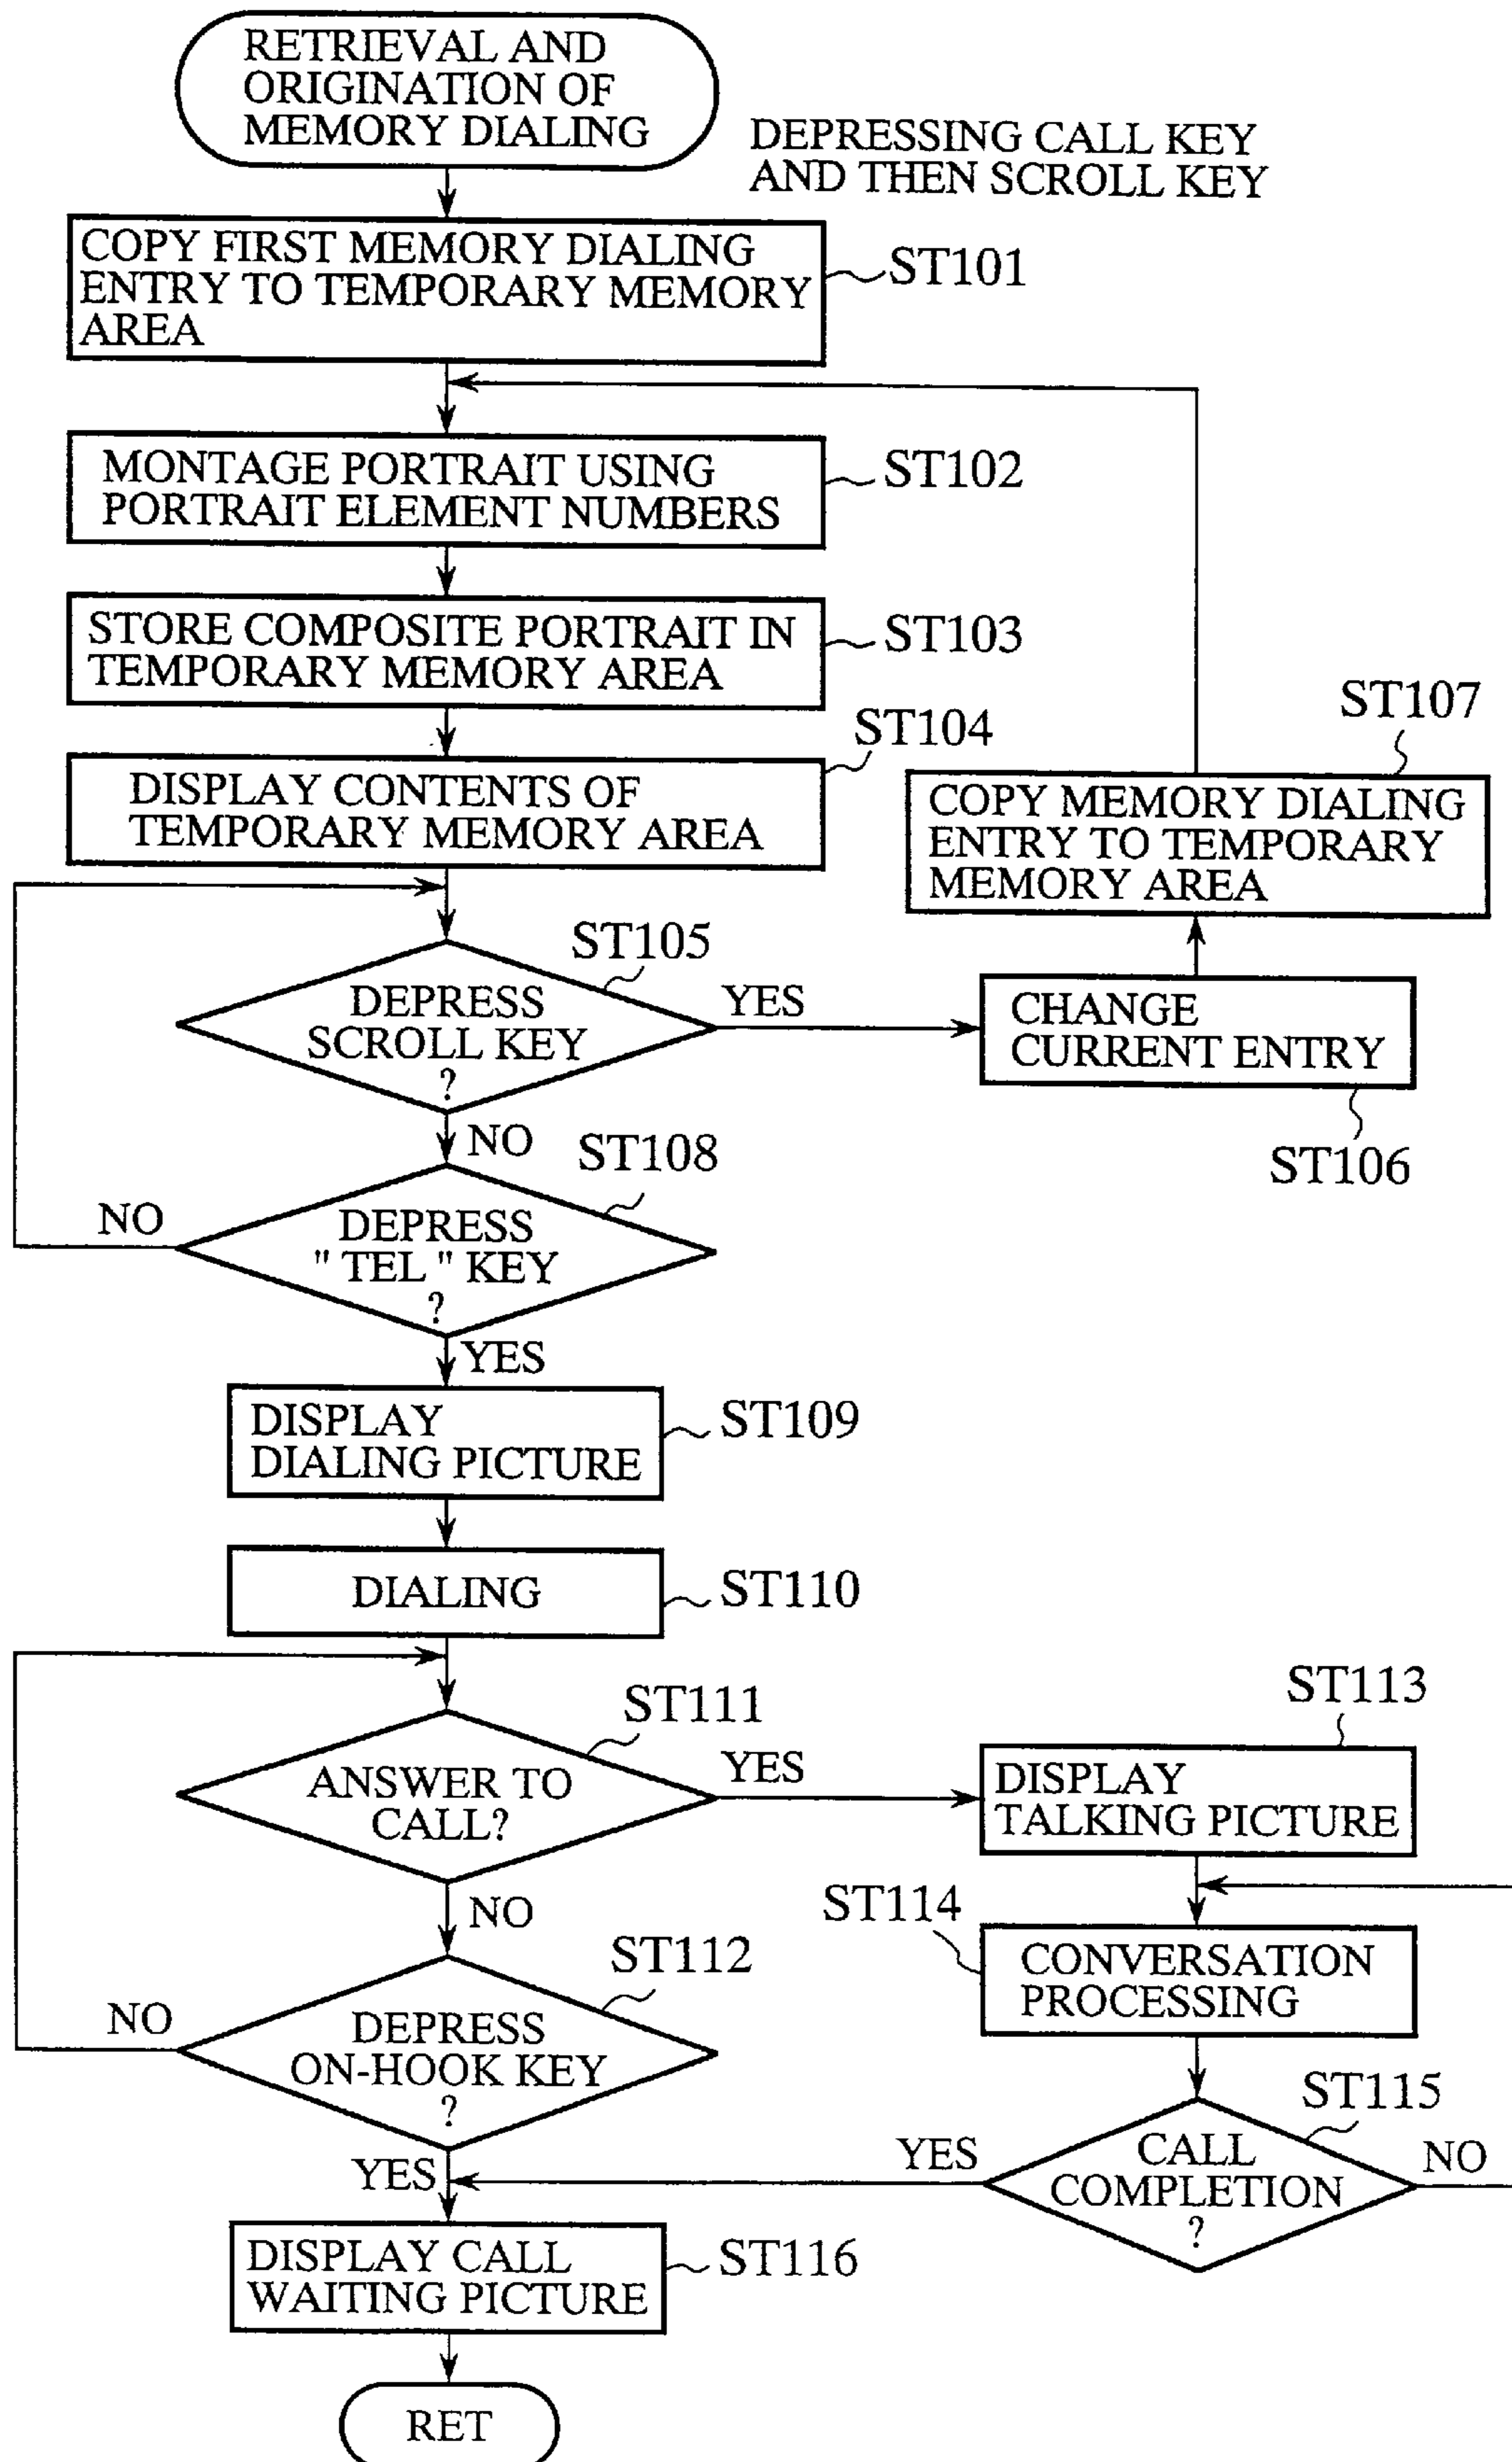 RETRIEVAL AND
ORIGINATION OF
MEMORY DIALING
DEPRESSING CALL KEY
AND THEN SCROLL KEY
COPY FIRST MEMORY DIALING
ENTRY TO TEMPORARY MEMORY
AREA
ST101
MONTAGE PORTRAIT USING
PORTRAIT ELEMENT NUMBERS
ST102
STORE COMPOSITE PORTRAIT IN
TEMPORARY MEMORY AREA
ST103
DISPLAY CONTENTS OF
TEMPORARY MEMORY AREA
ST104
ST107
COPY MEMORY DIALING
ENTRY TO TEMPORARY
MEMORY AREA
ST105
DEPRESS
SCROLL KEY
?
YES
CHANGE
CURRENT ENTRY
ST106
NO
ST108
DEPRESS
" TEL " KEY
?
NO
YES
DISPLAY
DIALING PICTURE
ST109
DIALING
ST110
ST111
ANSWER TO
CALL?
YES
ST113
DISPLAY
TALKING PICTURE
NO
ST114
CONVERSATION
PROCESSING
ST112
DEPRESS
ON-HOOK KEY
?
NO
YES
ST115
CALL
COMPLETION
?
YES
NO
DISPLAY CALL
WAITING PICTURE
ST116
RET